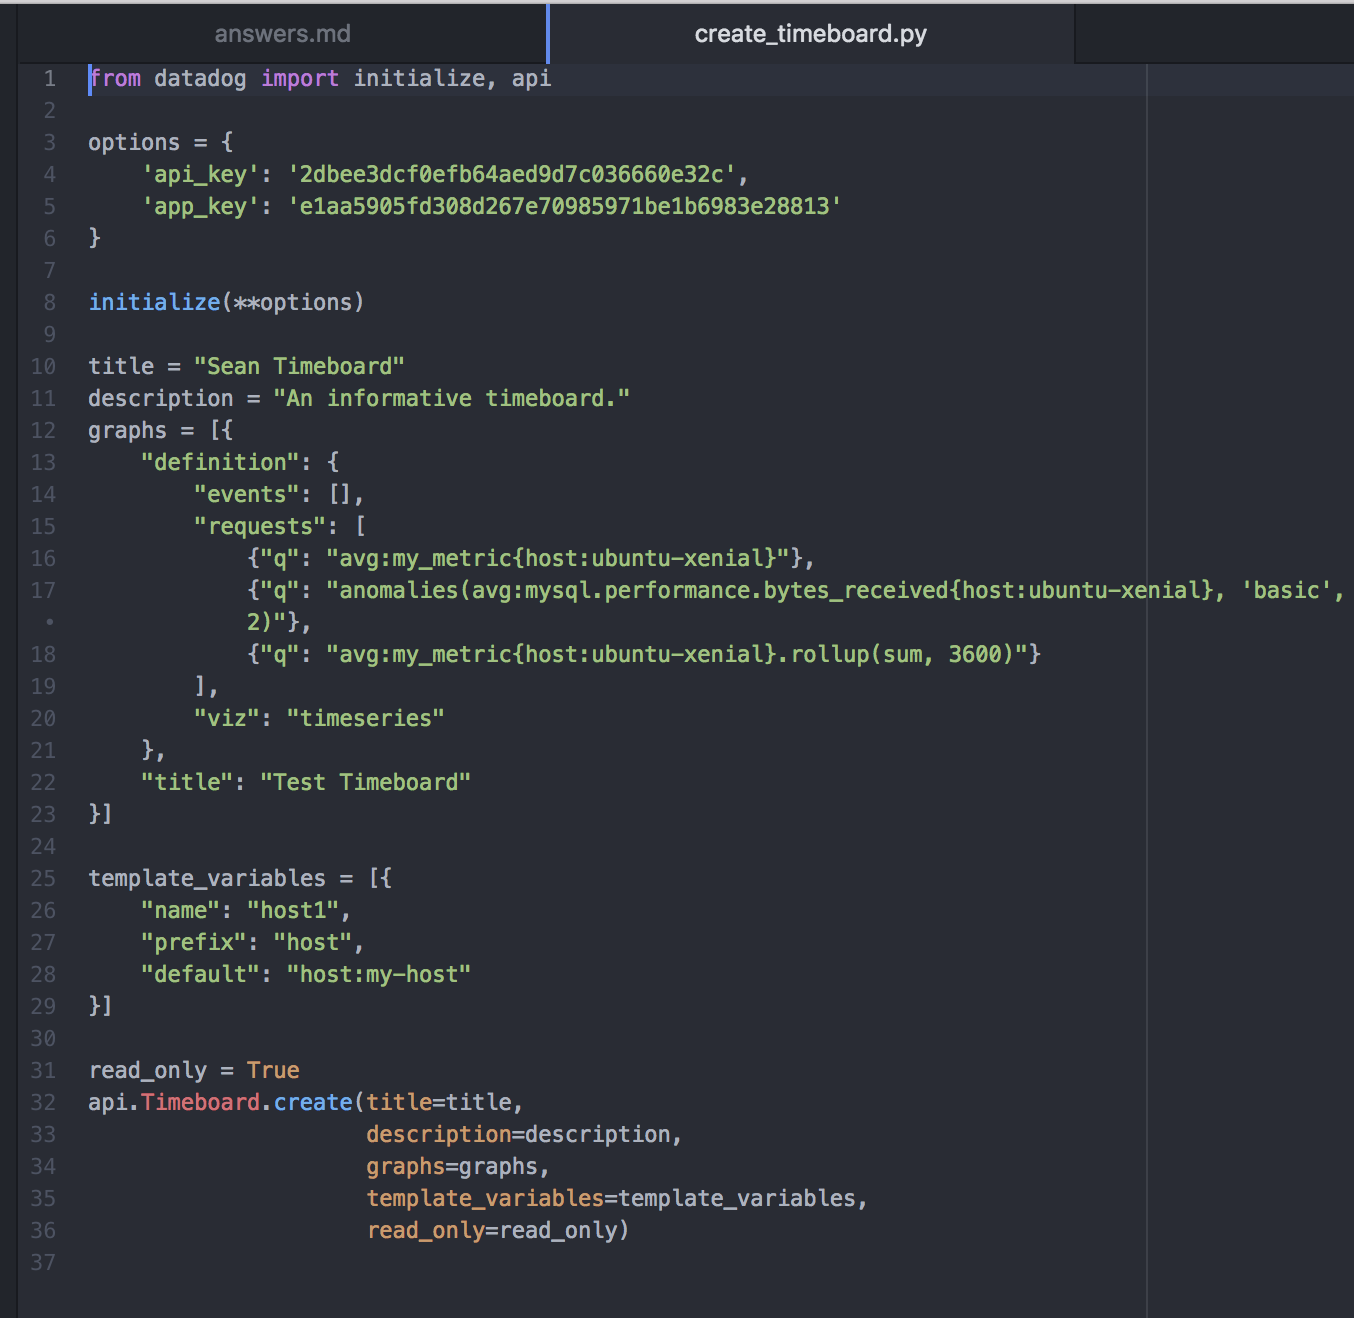 answers.md
create_timeboard.py
1 from datadog import initialize, api
2
3 options = {
4     'api_key': '2dbee3dcf0efb64aed9d7c036660e32c',
5     'app_key': 'e1aa5905fd308d267e70985971be1b6983e28813'
6 }
7
8 initialize(**options)
9
10 title = "Sean Timeboard"
11 description = "An informative timeboard."
12 graphs = [{
13     "definition": {
14         "events": [],
15         "requests": [
16             {"q": "avg:my_metric{host:ubuntu-xenial}"},
17             {"q": "anomalies(avg:mysql.performance.bytes_received{host:ubuntu-xenial}, 'basic',
•             2)"},
18             {"q": "avg:my_metric{host:ubuntu-xenial}.rollup(sum, 3600)"}
19         ],
20         "viz": "timeseries"
21     },
22     "title": "Test Timeboard"
23 }]
24
25 template_variables = [{
26     "name": "host1",
27     "prefix": "host",
28     "default": "host:my-host"
29 }]
30
31 read_only = True
32 api.Timeboard.create(title=title,
33                      description=description,
34                      graphs=graphs,
35                      template_variables=template_variables,
36                      read_only=read_only)
37